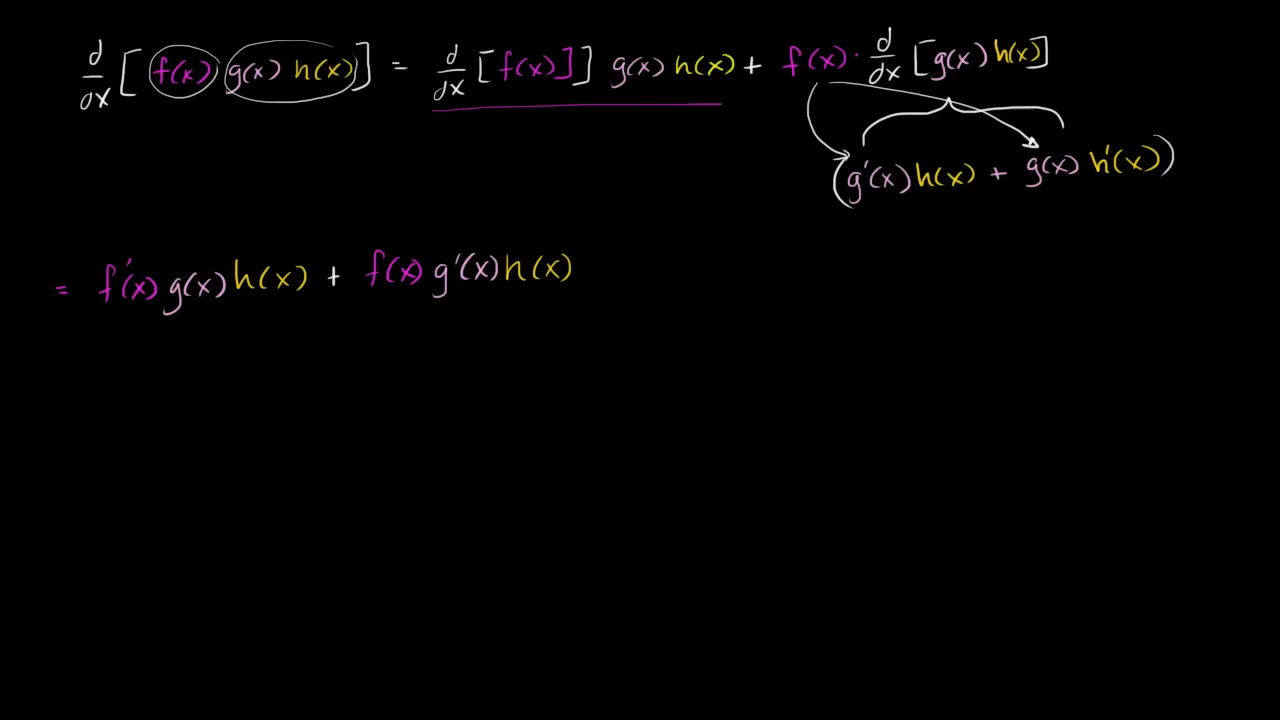 d/dx [ f(x) g(x) h(x) ] = d/dx [ f(x) ] ] g(x) h(x) + f(x) · d/dx [ g(x) h(x) ]
( g'(x) h(x) + g(x) h'(x) )
= f'(x) g(x) h(x) + f(x) g'(x) h(x)